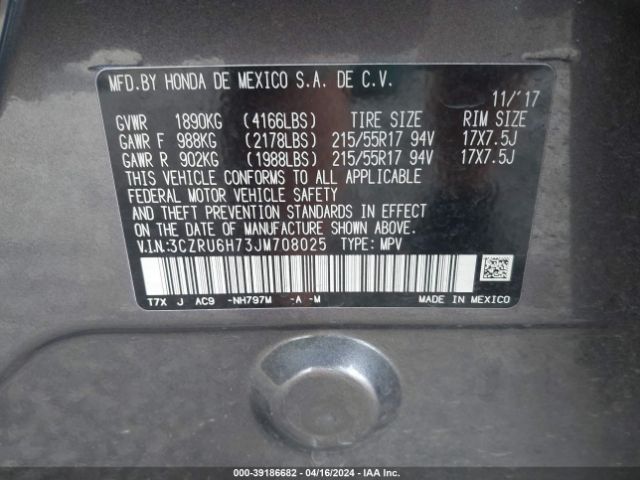 MFD.BY HONDA DE MEXICO S.A. DE C.V.
11/'17
GVWR 1890KG (4166LBS) TIRE SIZE RIM SIZE
GAWR F 988KG (2178LBS) 215/55R17 94V 17X7.5J
GAWR R 902KG (1988LBS) 215/55R17 94V 17X7.5J
THIS VEHICLE CONFORMS TO ALL APPLICABLE
FEDERAL MOTOR VEHICLE SAFETY
AND THEFT PREVENTION STANDARDS IN EFFECT
ON THE DATE OF MANUFACTURE SHOWN ABOVE.
V.I.N:3CZRU6H73JM708025 TYPE: MPV
T7X J AC9 -NH797M -A -M MADE IN MEXICO
000-39186682 / 04/16/2024 / IAA Inc.